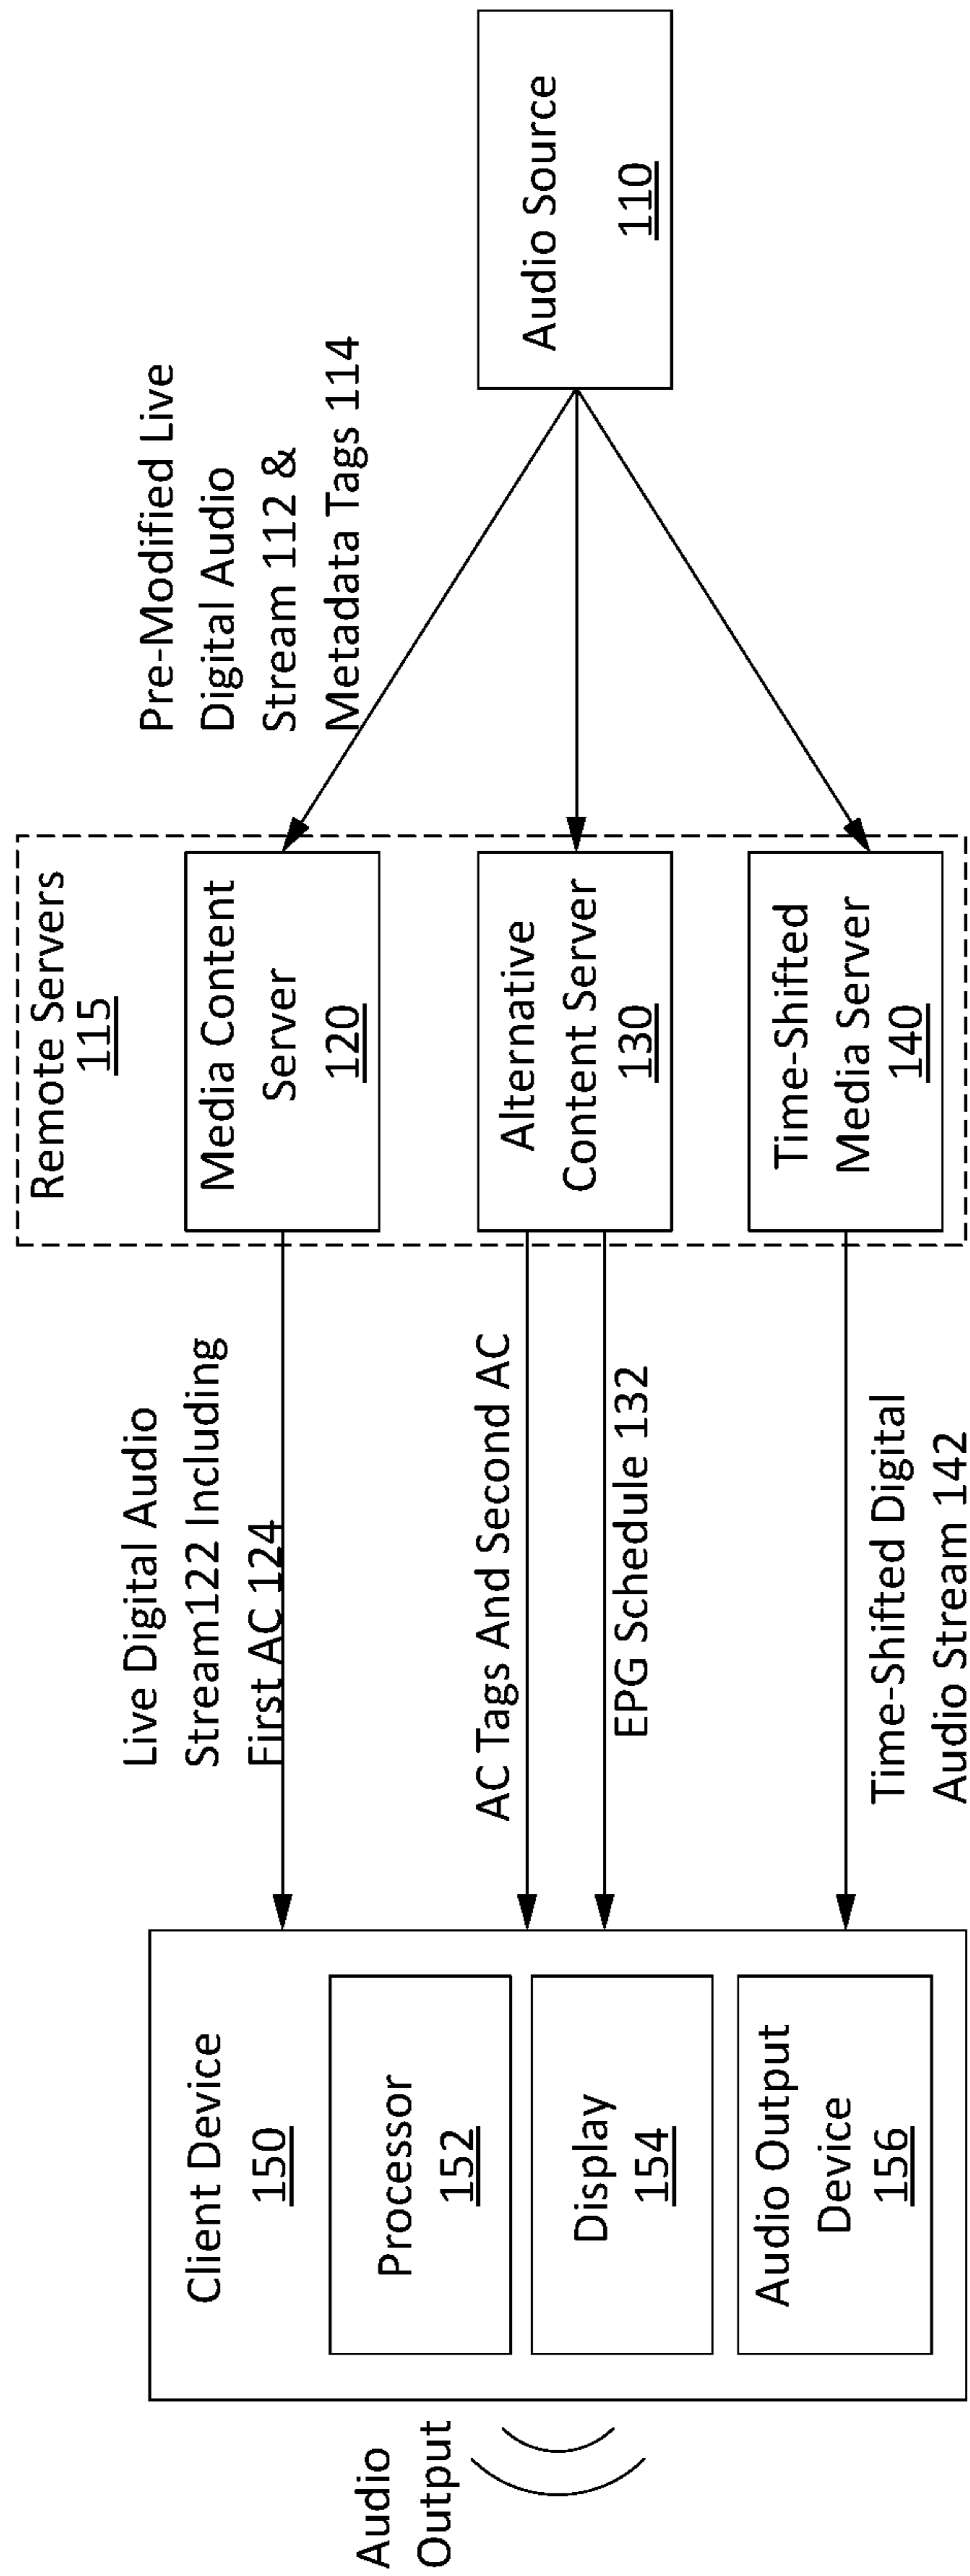 Audio
Output
Client Device
150
Processor
152
Display
154
Audio Output
Device
156
Live Digital Audio
Stream122 Including
First AC 124
AC Tags And Second AC
EPG Schedule 132
Time-Shifted Digital
Audio Stream 142
Remote Servers
115
Media Content
Server
120
Alternative
Content Server
130
Time-Shifted
Media Server
140
Pre-Modified Live
Digital Audio
Stream 112 &
Metadata Tags 114
Audio Source
110